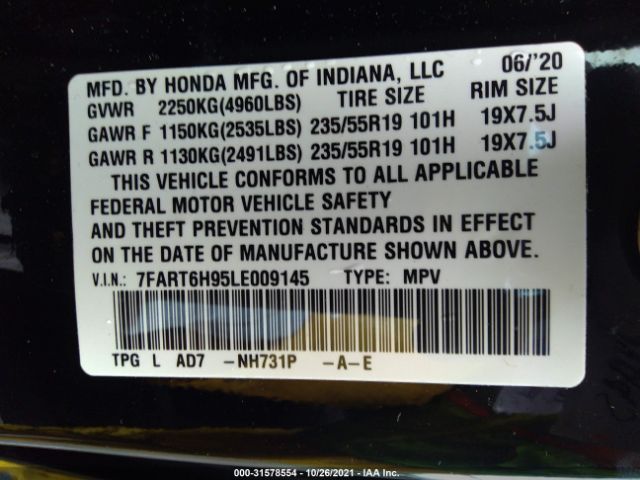 MFD. BY HONDA MFG. OF INDIANA, LLC 06/'20
GVWR 2250KG(4960LBS) TIRE SIZE RIM SIZE
GAWR F 1150KG(2535LBS) 235/55R19 101H 19X7.5J
GAWR R 1130KG(2491LBS) 235/55R19 101H 19X7.5J
THIS VEHICLE CONFORMS TO ALL APPLICABLE
FEDERAL MOTOR VEHICLE SAFETY
AND THEFT PREVENTION STANDARDS IN EFFECT
ON THE DATE OF MANUFACTURE SHOWN ABOVE.
V.I.N.: 7FART6H95LE009145 TYPE: MPV
TPG L AD7 -NH731P -A-E
000-31578554 | 10/26/2021 | IAA Inc.